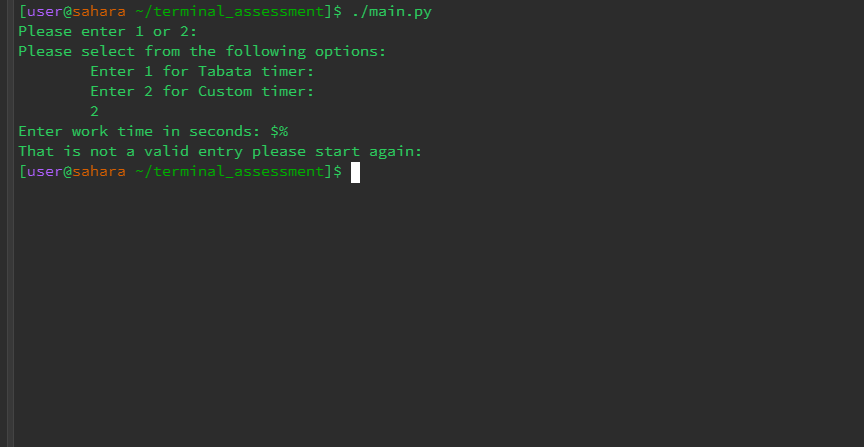 [user@sahara ~/terminal_assessment]$ ./main.py
Please enter 1 or 2:
Please select from the following options:
        Enter 1 for Tabata timer:
        Enter 2 for Custom timer:
        2
Enter work time in seconds: $%
That is not a valid entry please start again:
[user@sahara ~/terminal_assessment]$